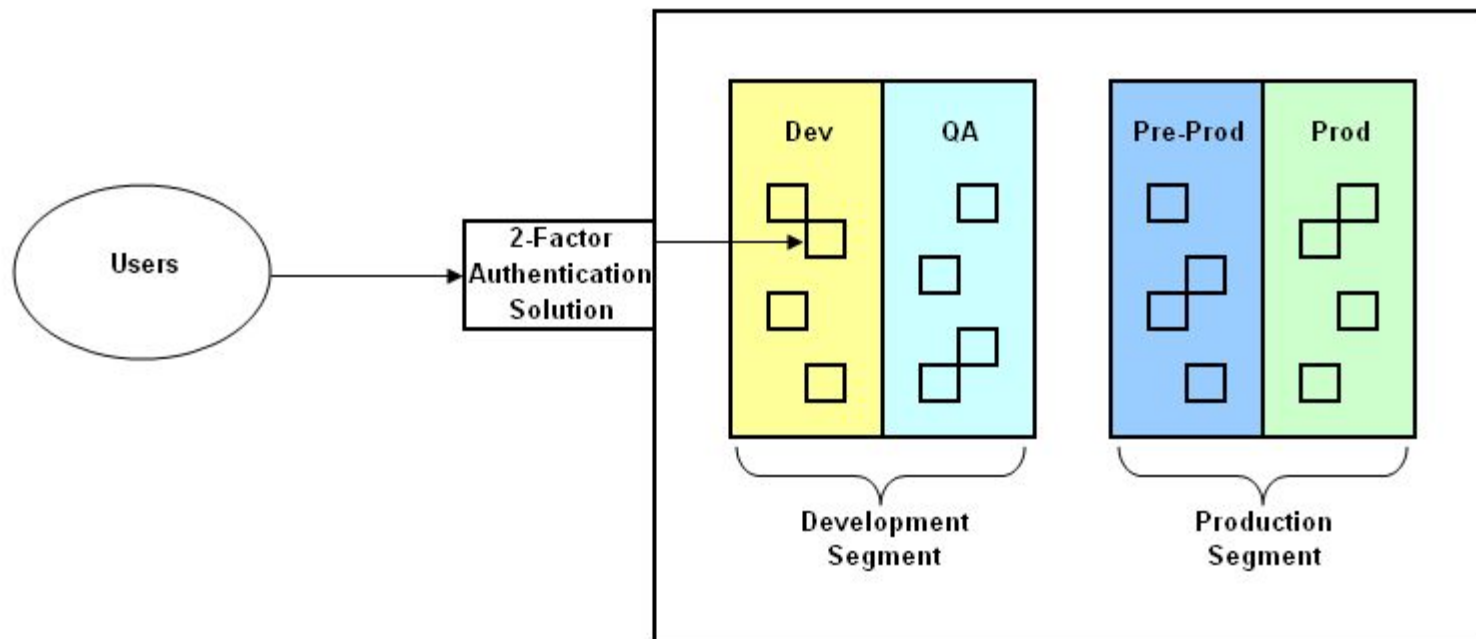 Users
2-Factor
Authentication
Solution
Dev
QA
Pre-Prod
Prod
Development
Segment
Production
Segment